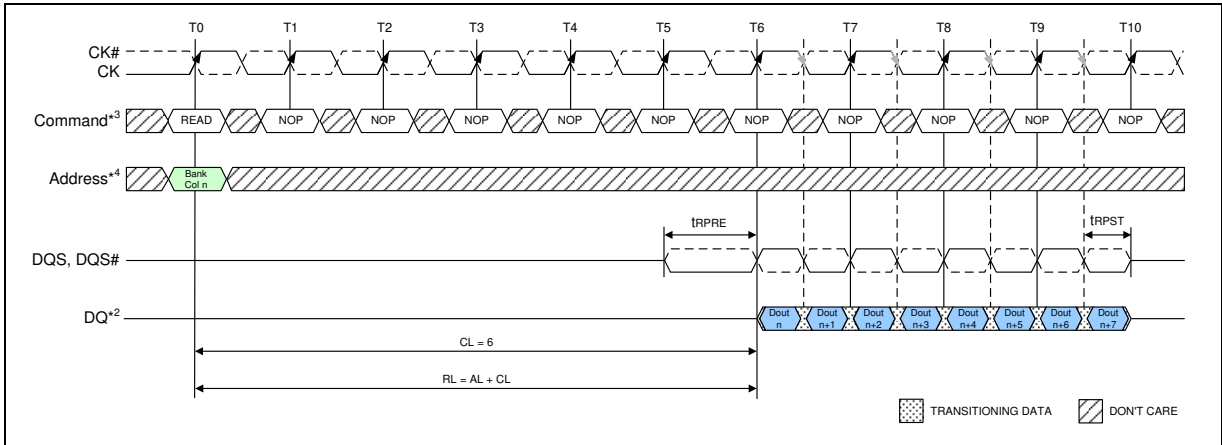 T0 T1 T2 T3 T4 T5 T6 T7 T8 T9 T10
CK#
CK
Command*3 READ NOP NOP NOP NOP NOP NOP NOP NOP NOP NOP
Address*4 Bank
Col n
tRPRE tRPST
DQS, DQS#
DQ*2 Dout Dout Dout Dout Dout Dout Dout Dout
n n+1 n+2 n+3 n+4 n+5 n+6 n+7
CL = 6
RL = AL + CL
TRANSITIONING DATA DON'T CARE